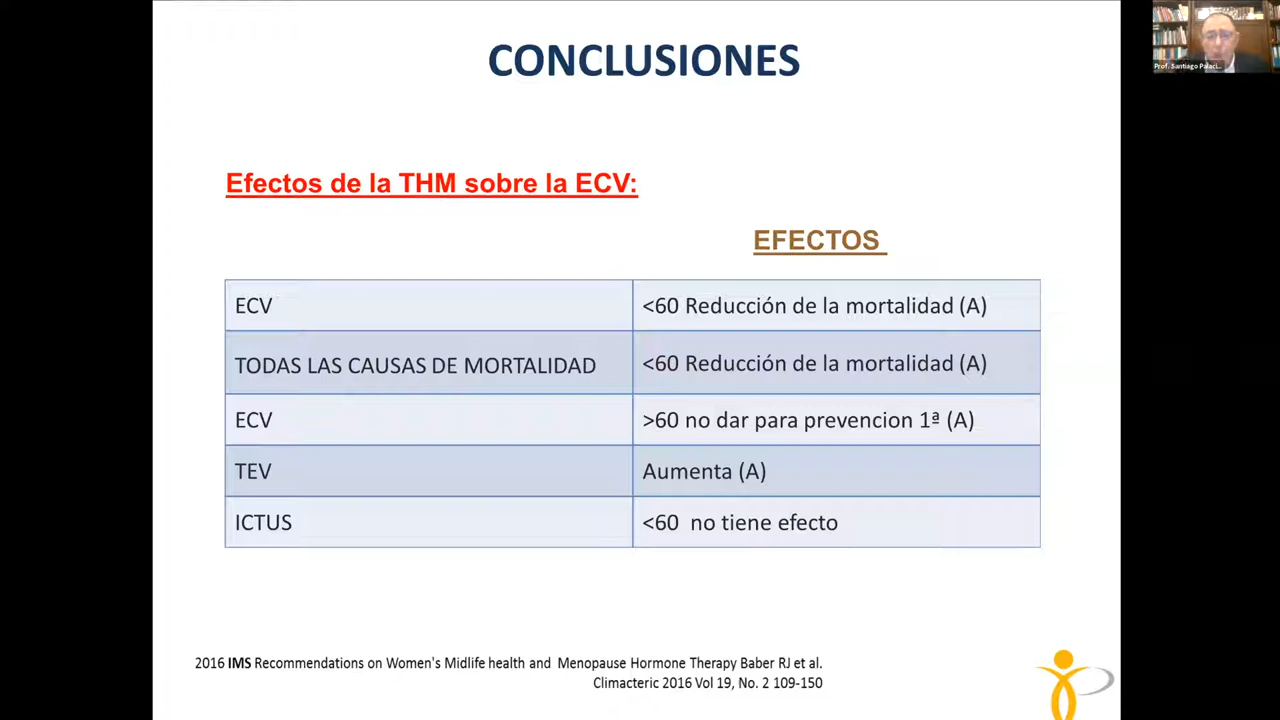 CONCLUSIONES
Prof. Santiago Palaci...
Efectos de la THM sobre la ECV:
EFECTOS
ECV <60 Reducción de la mortalidad (A)
TODAS LAS CAUSAS DE MORTALIDAD <60 Reducción de la mortalidad (A)
ECV >60 no dar para prevencion 1ª (A)
TEV Aumenta (A)
ICTUS <60 no tiene efecto
2016 IMS Recommendations on Women's Midlife health and Menopause Hormone Therapy Baber RJ et al.
Climacteric 2016 Vol 19, No. 2 109-150